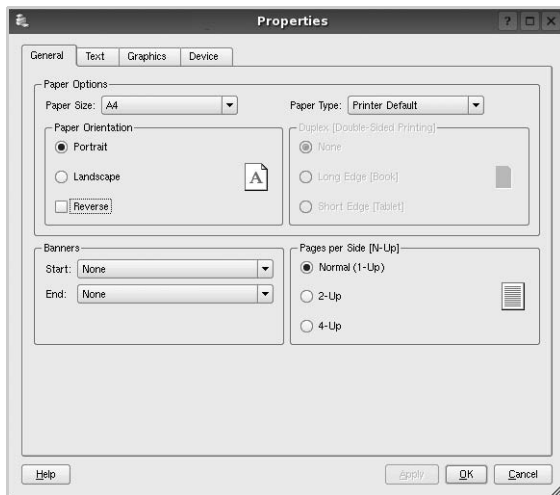 Properties
General Text Graphics Device
Paper Options
Paper Size: A4 Paper Type: Printer Default
Paper Orientation
Portrait
Landscape
Reverse
A
Duplex [Double-Sided Printing]
None
Long Edge [Book]
Short Edge [Tablet]
Banners
Start: None
End: None
Pages per Side [N-Up]
Normal (1-Up)
2-Up
4-Up
Help Apply OK Cancel